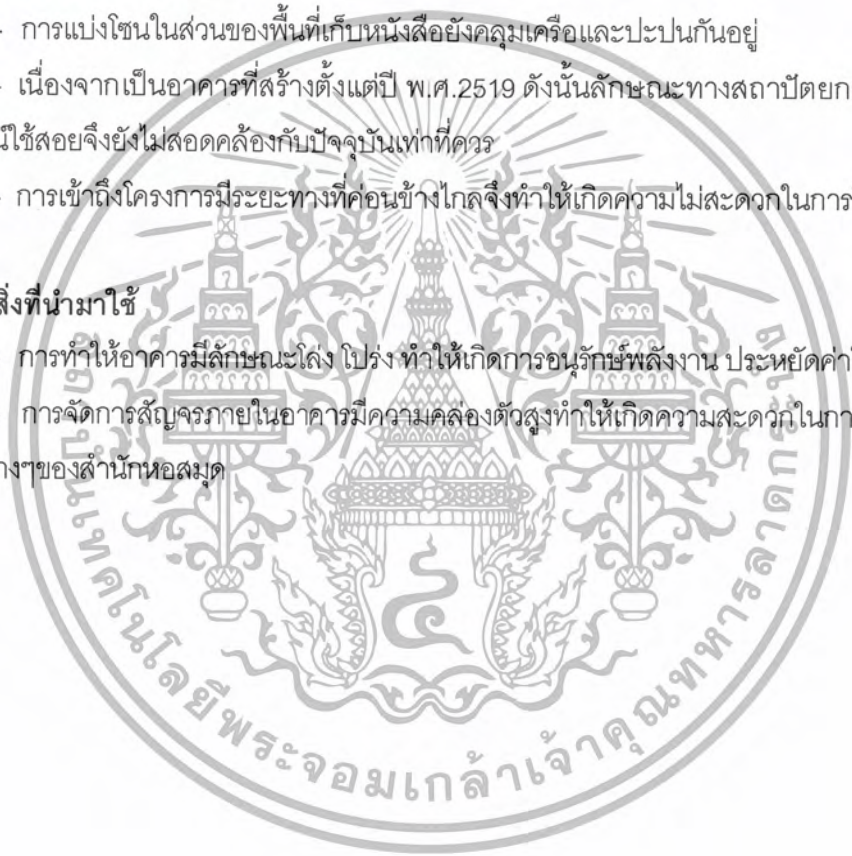 - การแบ่งโซนในส่วนของพื้นที่เก็บหนังสือยังคลุมเครือและปะปนกันอยู่
- เนื่องจากเป็นอาคารที่สร้างตั้งแต่ปี พ.ศ.2519 ดังนั้นลักษณะทางสถาปัตยก
น์ใช้สอยจึงยังไม่สอดคล้องกับปัจจุบันเท่าที่ควร
- การเข้าถึงโครงการมีระยะทางที่ค่อนข้างไกลจึงทำให้เกิดความไม่สะดวกในการ
สิ่งที่นำมาใช้
การทำให้อาคารมีลักษณะโล่ง โปร่ง ทำให้เกิดการอนุรักษ์พลังงาน ประหยัดค่า
การจัดการสัญจรภายในอาคารมีความคล่องตัวสูงทำให้เกิดความสะดวกในกา
างๆของสำนักหอสมุด
สถาบันเทคโนโลยีพระจอมเกล้าเจ้าคุณทหารลาดกระบัง